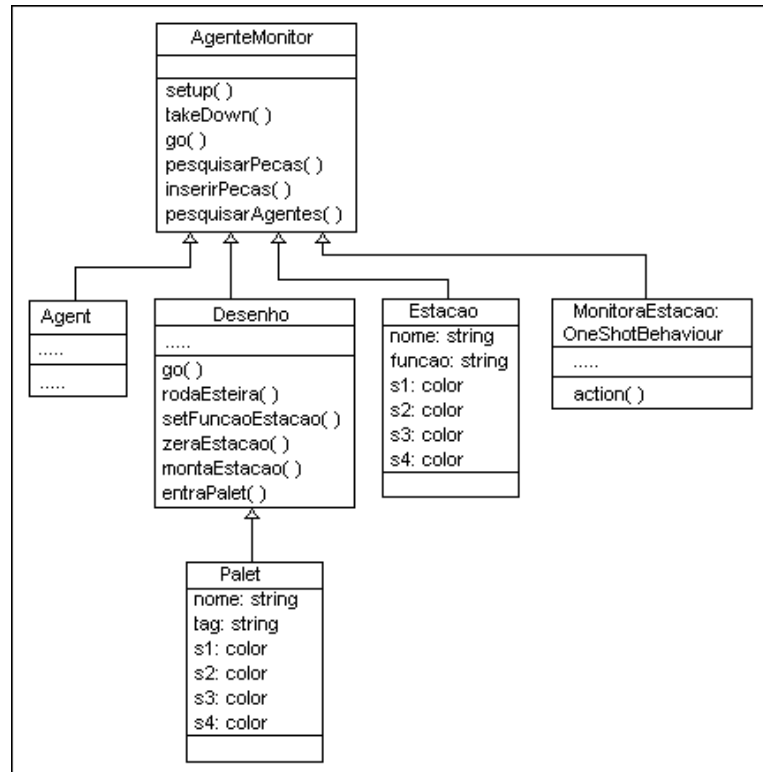 AgenteMonitor
setup( )
takeDown( )
go( )
pesquisarPecas( )
inserirPecas( )
pesquisarAgentes( )
Agent
.....
.....
Desenho
.....
go( )
rodaEsteira( )
setFuncaoEstacao( )
zeraEstacao( )
montaEstacao( )
entraPalet( )
Estacao
nome: string
funcao: string
s1: color
s2: color
s3: color
s4: color
MonitoraEstacao:
OneShotBehaviour
.....
action( )
Palet
nome: string
tag: string
s1: color
s2: color
s3: color
s4: color